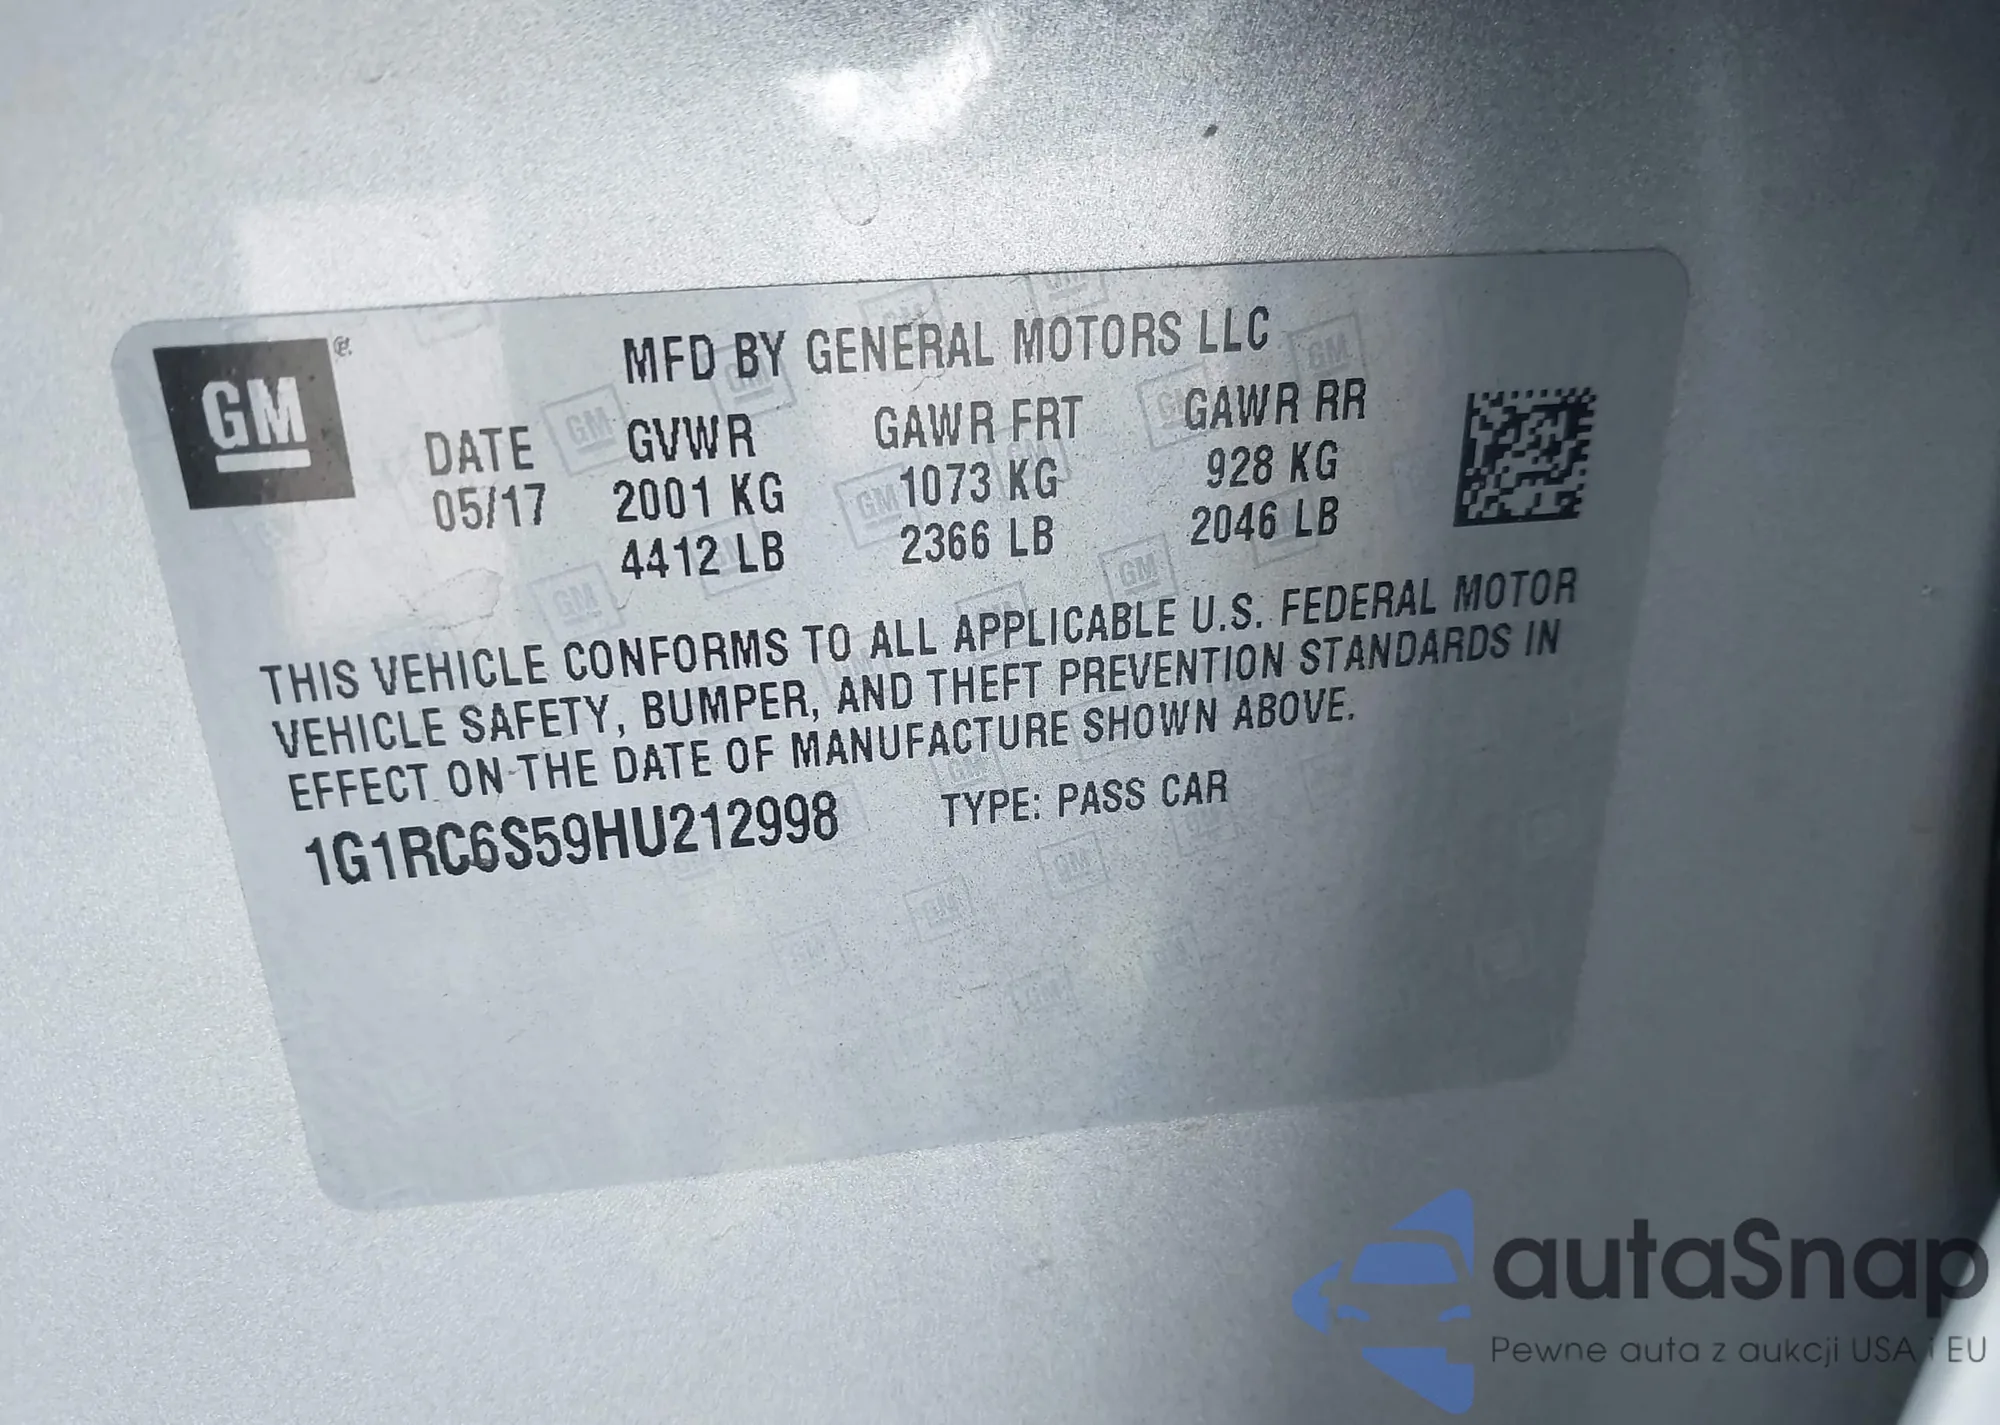 GM
MFD BY GENERAL MOTORS LLC
DATE GVWR GAWR FRT GAWR RR
05/17 2001 KG 1073 KG 928 KG
4412 LB 2366 LB 2046 LB
THIS VEHICLE CONFORMS TO ALL APPLICABLE U.S. FEDERAL MOTOR
VEHICLE SAFETY, BUMPER, AND THEFT PREVENTION STANDARDS IN
EFFECT ON THE DATE OF MANUFACTURE SHOWN ABOVE.
1G1RC6S59HU212998 TYPE: PASS CAR
autaSnap
Pewne auta z aukcji USA i EU